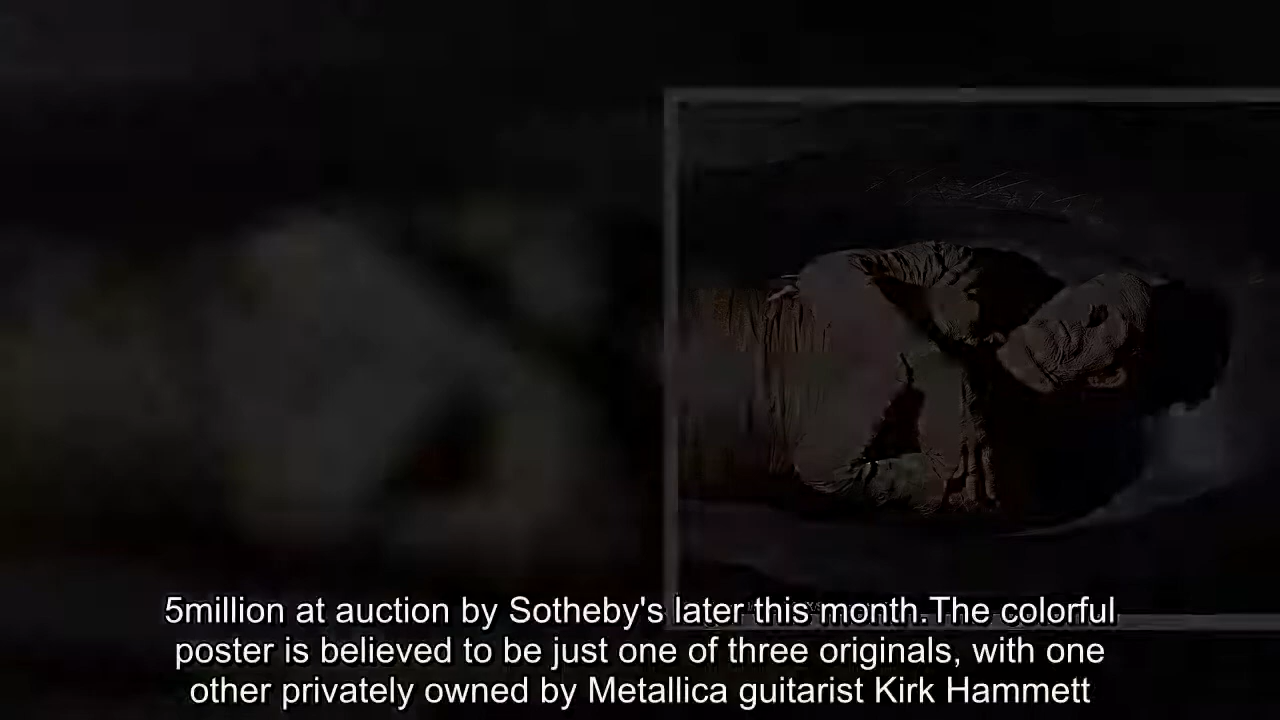 5million at auction by Sotheby's later this month.The colorful
poster is believed to be just one of three originals, with one
other privately owned by Metallica guitarist Kirk Hammett